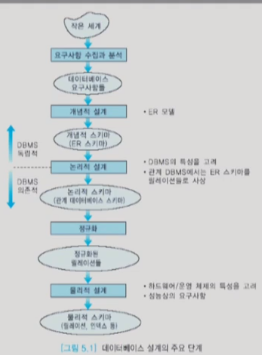 작은 세계
요구사항 수집과 분석
데이터베이스
요구사항들
개념적 설계
• ER 모델
개념적 스키마
(ER 스키마)
DBMS
독립적
논리적 설계
• DBMS의 특성을 고려
• 관계 DBMS에서는 ER 스키마를
릴레이션들로 사상
DBMS
의존적
논리적 스키마
(관계 데이터베이스 스키마)
정규화
정규화된
릴레이션들
물리적 설계
• 하드웨어/운영 체제의 특성을 고려
• 성능상의 요구사항
물리적 스키마
(릴레이션, 인덱스 등)
[그림 5.1] 데이터베이스 설계의 주요 단계